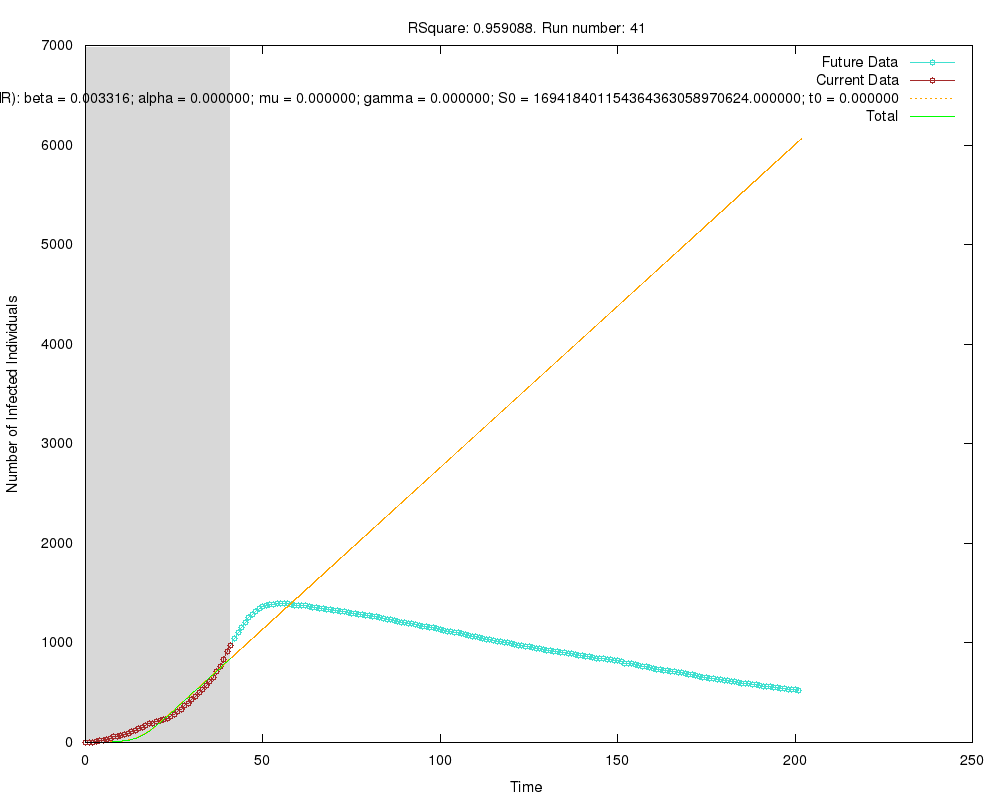 RSquare: 0.959088. Run number: 41
7000
6000
5000
4000
3000
2000
1000
0
Future Data
Current Data
IR): beta = 0.003316; alpha = 0.000000; mu = 0.000000; gamma = 0.000000; S0 = 1694184011543643630589 70624.000000; t0 = 0.000000
Total
Number of Infected Individuals
0
50
100
150
200
250
Time